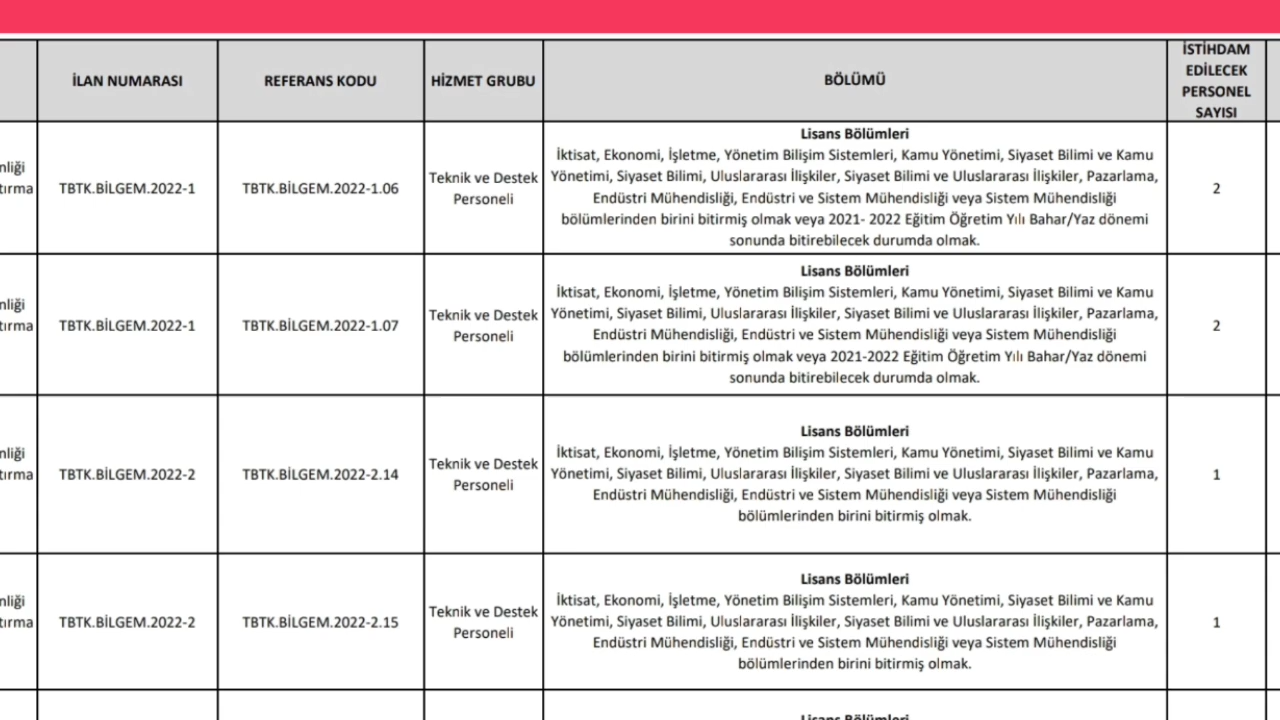 İLAN NUMARASI
REFERANS KODU
HİZMET GRUBU
BÖLÜMÜ
İSTİHDAM
EDİLECEK
PERSONEL
SAYISI
nliği
tırma
TBTK.BİLGEM.2022-1
TBTK.BİLGEM.2022-1.06
Teknik ve Destek
Personeli
Lisans Bölümleri
İktisat, Ekonomi, İşletme, Yönetim Bilişim Sistemleri, Kamu Yönetimi, Siyaset Bilimi ve Kamu
Yönetimi, Siyaset Bilimi, Uluslararası İlişkiler, Siyaset Bilimi ve Uluslararası İlişkiler, Pazarlama,
Endüstri Mühendisliği, Endüstri ve Sistem Mühendisliği veya Sistem Mühendisliği
bölümlerinden birini bitirmiş olmak veya 2021- 2022 Eğitim Öğretim Yılı Bahar/Yaz dönemi
sonunda bitirebilecek durumda olmak.
2
nliği
tırma
TBTK.BİLGEM.2022-1
TBTK.BİLGEM.2022-1.07
Teknik ve Destek
Personeli
Lisans Bölümleri
İktisat, Ekonomi, İşletme, Yönetim Bilişim Sistemleri, Kamu Yönetimi, Siyaset Bilimi ve Kamu
Yönetimi, Siyaset Bilimi, Uluslararası İlişkiler, Siyaset Bilimi ve Uluslararası İlişkiler, Pazarlama,
Endüstri Mühendisliği, Endüstri ve Sistem Mühendisliği veya Sistem Mühendisliği
bölümlerinden birini bitirmiş olmak veya 2021-2022 Eğitim Öğretim Yılı Bahar/Yaz dönemi
sonunda bitirebilecek durumda olmak.
2
nliği
tırma
TBTK.BİLGEM.2022-2
TBTK.BİLGEM.2022-2.14
Teknik ve Destek
Personeli
Lisans Bölümleri
İktisat, Ekonomi, İşletme, Yönetim Bilişim Sistemleri, Kamu Yönetimi, Siyaset Bilimi ve Kamu
Yönetimi, Siyaset Bilimi, Uluslararası İlişkiler, Siyaset Bilimi ve Uluslararası İlişkiler, Pazarlama,
Endüstri Mühendisliği, Endüstri ve Sistem Mühendisliği veya Sistem Mühendisliği
bölümlerinden birini bitirmiş olmak.
1
nliği
tırma
TBTK.BİLGEM.2022-2
TBTK.BİLGEM.2022-2.15
Teknik ve Destek
Personeli
Lisans Bölümleri
İktisat, Ekonomi, İşletme, Yönetim Bilişim Sistemleri, Kamu Yönetimi, Siyaset Bilimi ve Kamu
Yönetimi, Siyaset Bilimi, Uluslararası İlişkiler, Siyaset Bilimi ve Uluslararası İlişkiler, Pazarlama,
Endüstri Mühendisliği, Endüstri ve Sistem Mühendisliği veya Sistem Mühendisliği
bölümlerinden birini bitirmiş olmak.
1
Lisans Bölümleri